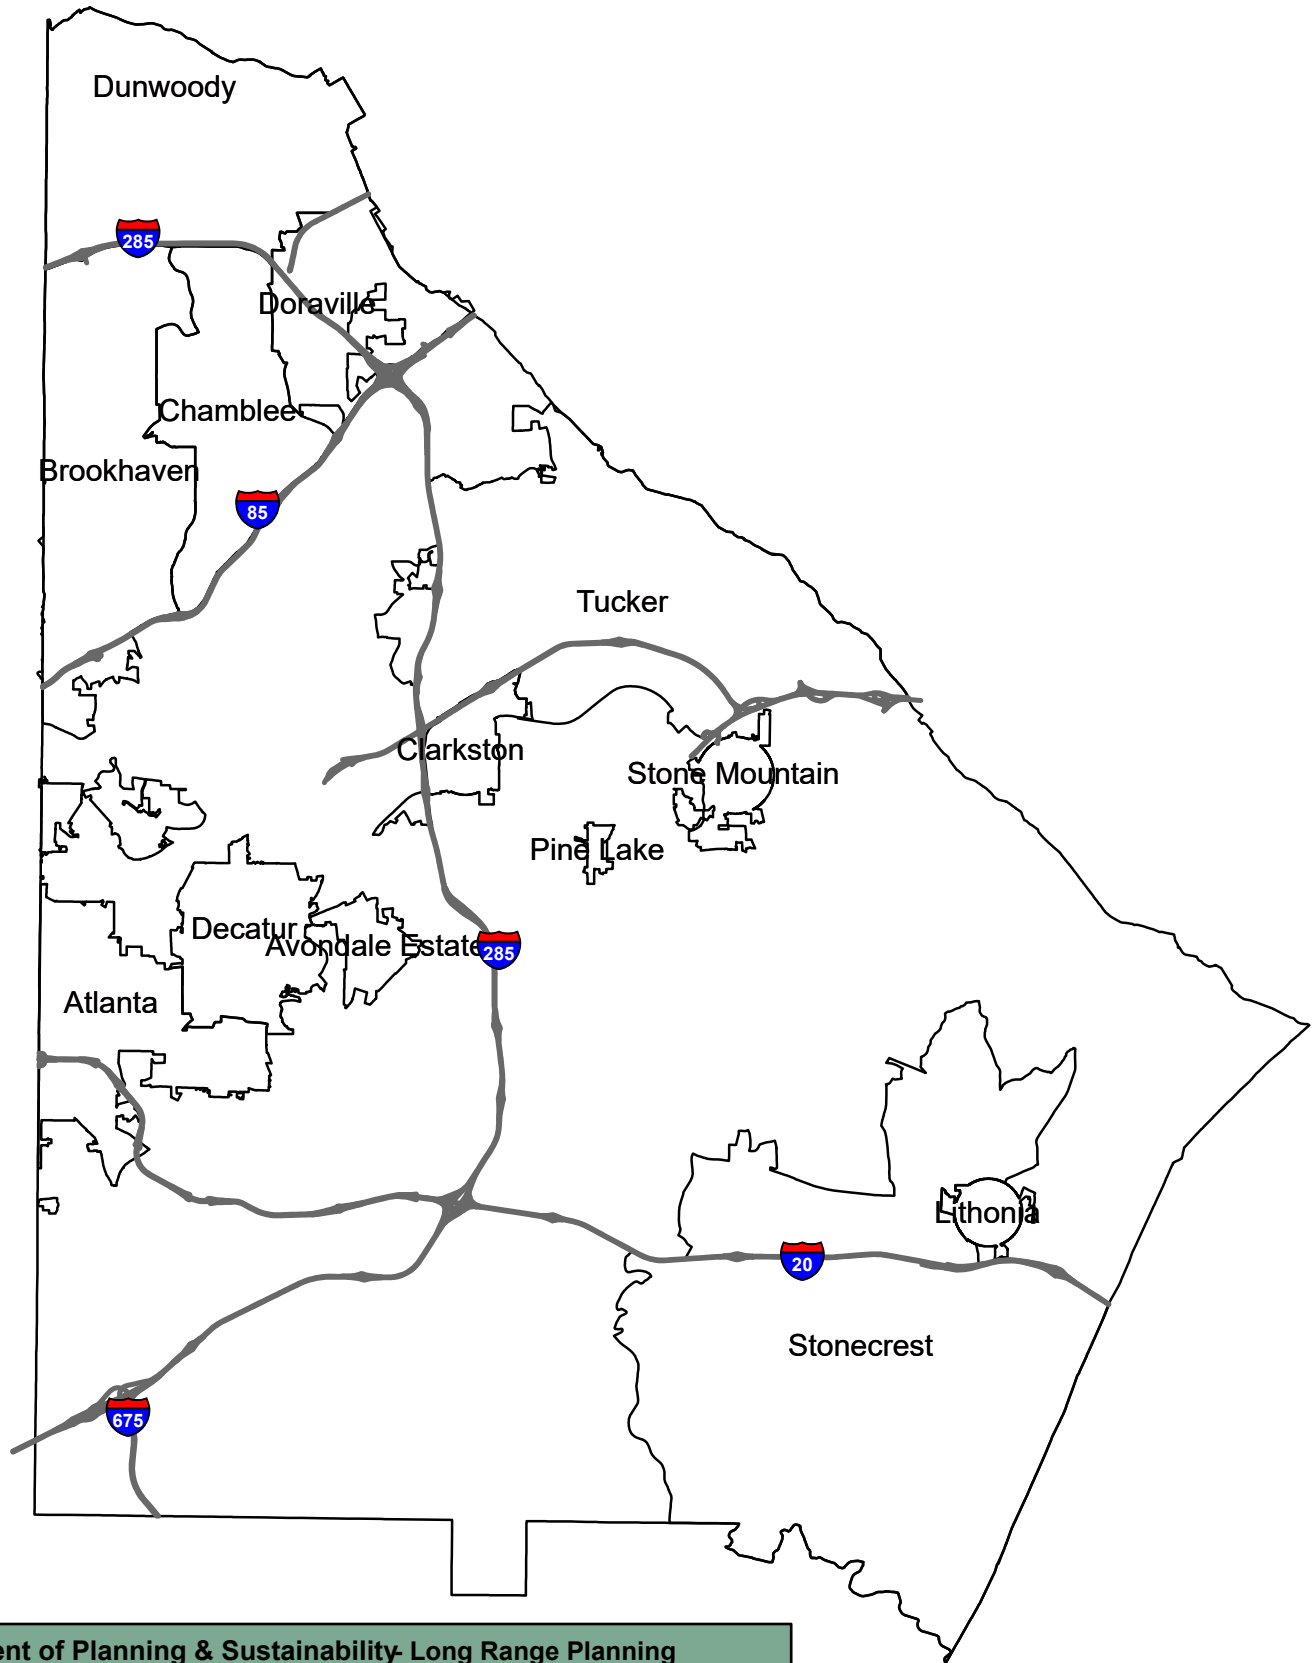 Dunwoody
285
Doraville
Chamblee
Brookhaven
85
Tucker
Clarkston
Stone Mountain
Pine Lake
Decatur
Avondale Estate
285
Atlanta
Lithonia
20
Stonecrest
675
ent of Planning & Sustainability- Long Range Planning